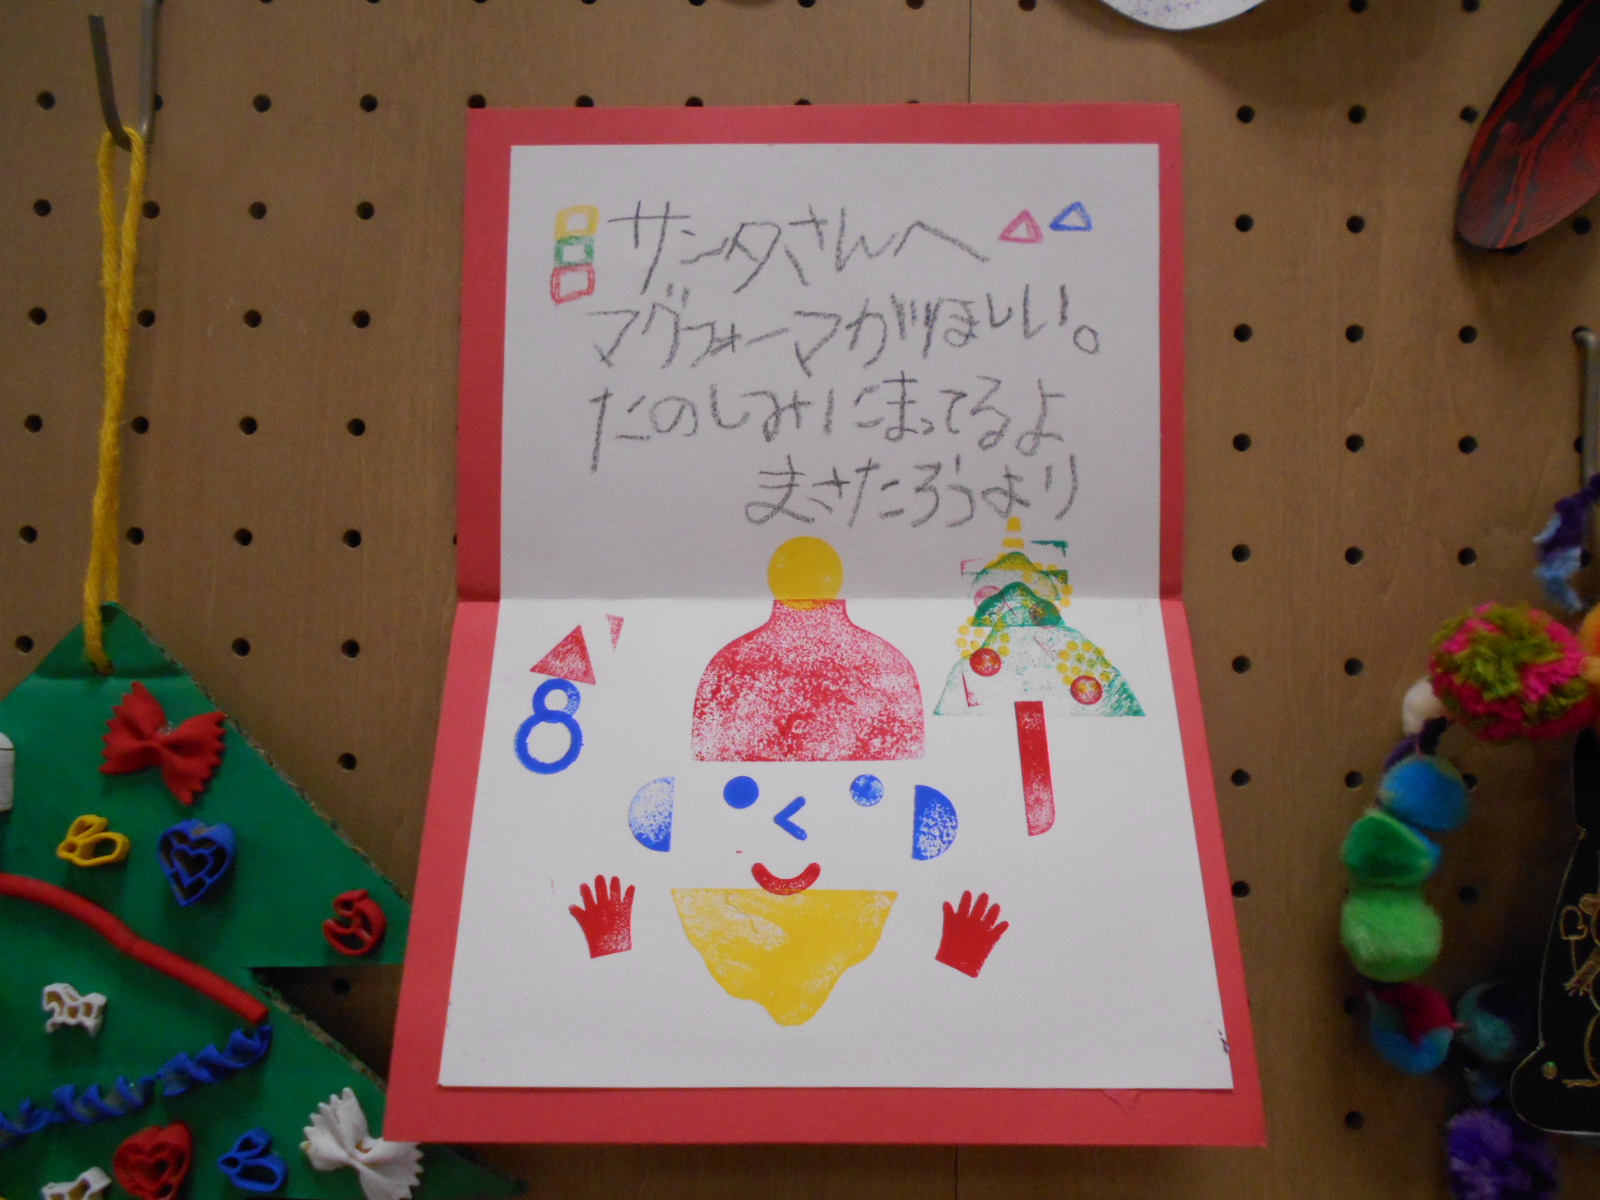 サンタさんへ
マグフォーマがほしい。
たのしみにまってるよ
まさたろうより